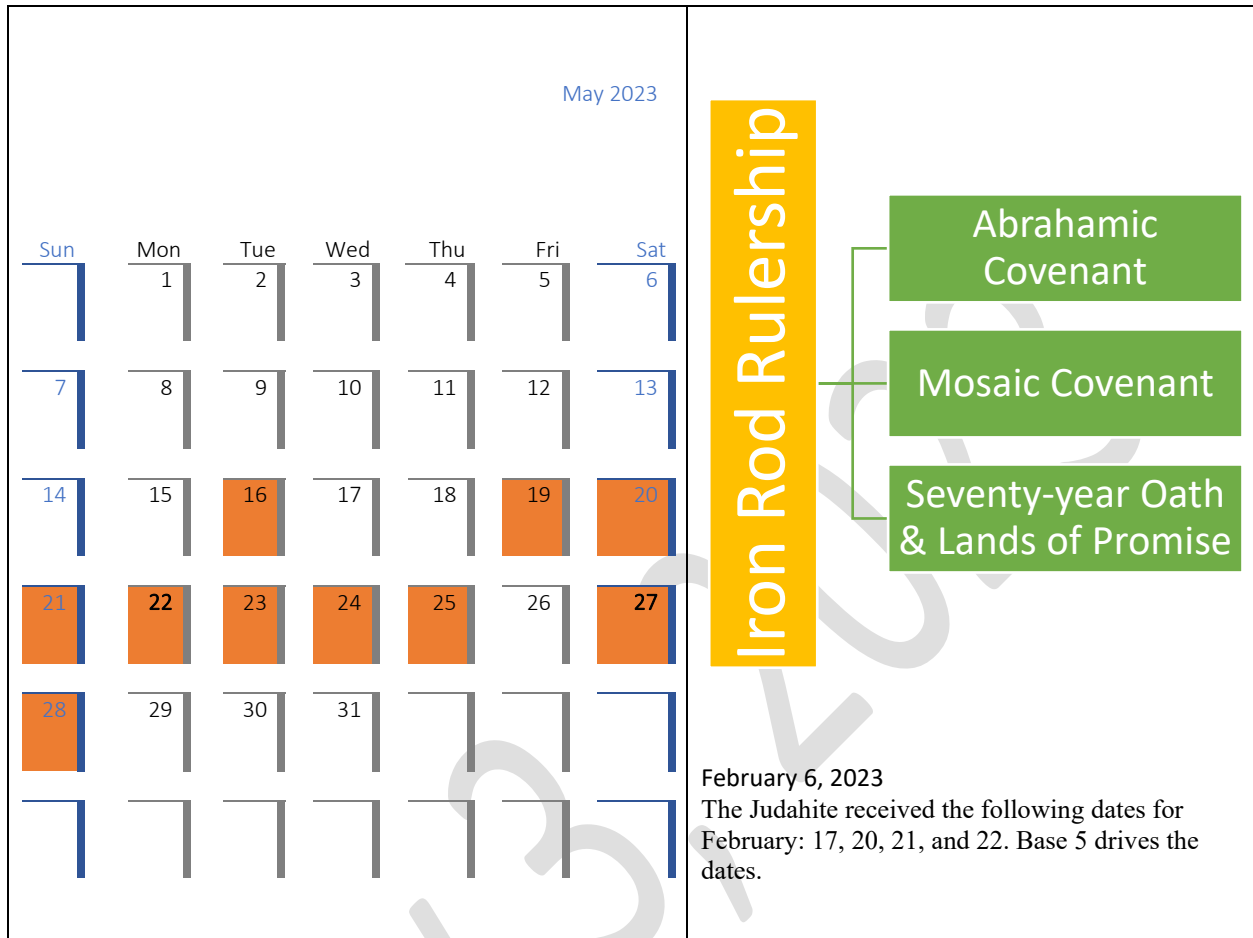 May 2023
Sun Mon Tue Wed Thu Fri Sat
1 2 3 4 5 6
7 8 9 10 11 12 13
14 15 16 17 18 19 20
21 22 23 24 25 26 27
28 29 30 31
Iron Rod Rulership
Abrahamic
Covenant
Mosaic Covenant
Seventy-year Oath
& Lands of Promise
February 6, 2023
The Judahite received the following dates for
February: 17, 20, 21, and 22. Base 5 drives the
dates.